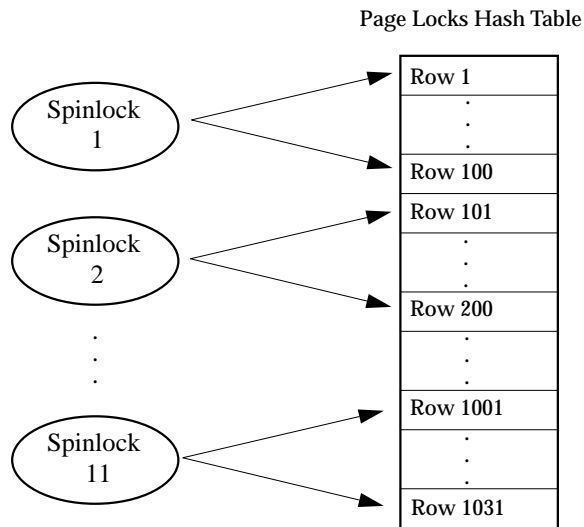 Page Locks Hash Table
Spinlock
1
Row 1
.
.
.
Row 100
Spinlock
2
Row 101
.
.
.
Row 200
.
.
.
.
.
.
Spinlock
11
Row 1001
.
.
.
Row 1031